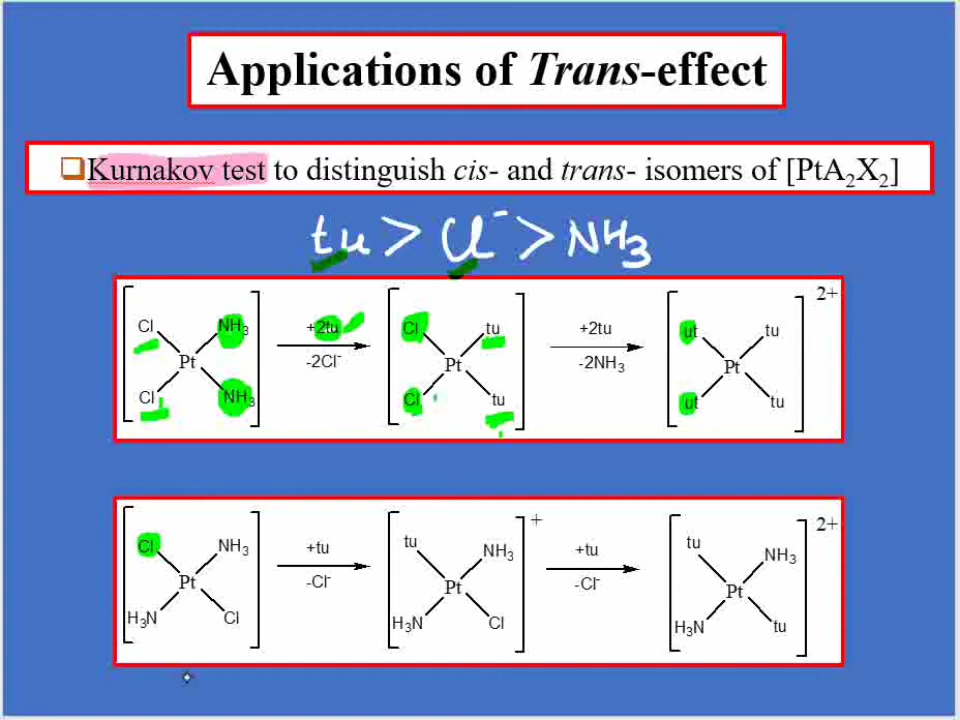 Applications of Trans-effect
Kurnakov test to distinguish cis- and trans- isomers of [PtA₂X₂]
tu > Cl⁻ > NH₃
Cl NH₃ Pt Cl NH₃
+2tu
-2Cl⁻
Cl tu Pt Cl tu
+2tu
-2NH₃
ut tu Pt ut tu
2+
Cl NH₃ Pt H₃N Cl
+tu
-Cl⁻
tu NH₃ Pt H₃N Cl
+
+tu
-Cl⁻
tu NH₃ Pt H₃N tu
2+